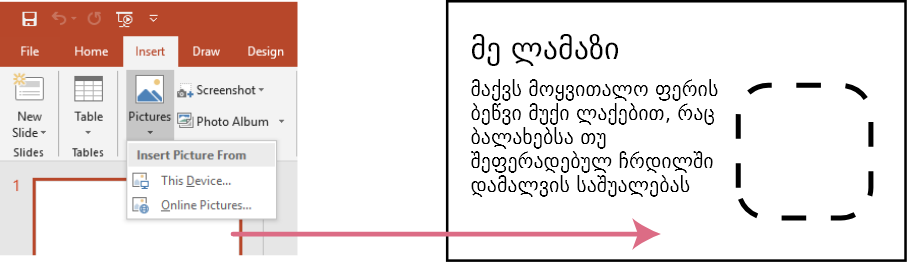 File Home Insert Draw Design
New Slide Table Pictures Screenshot
Photo Album
Slides Tables
Insert Picture From
This Device...
Online Pictures...
1
მე ლამაზი
მაქვს მოყვითალო ფერის
ბეწვი მუქი ლაქებით, რაც
ბალახებსა თუ
შეფერადებულ ჩრდილში
დამალვის საშუალებას